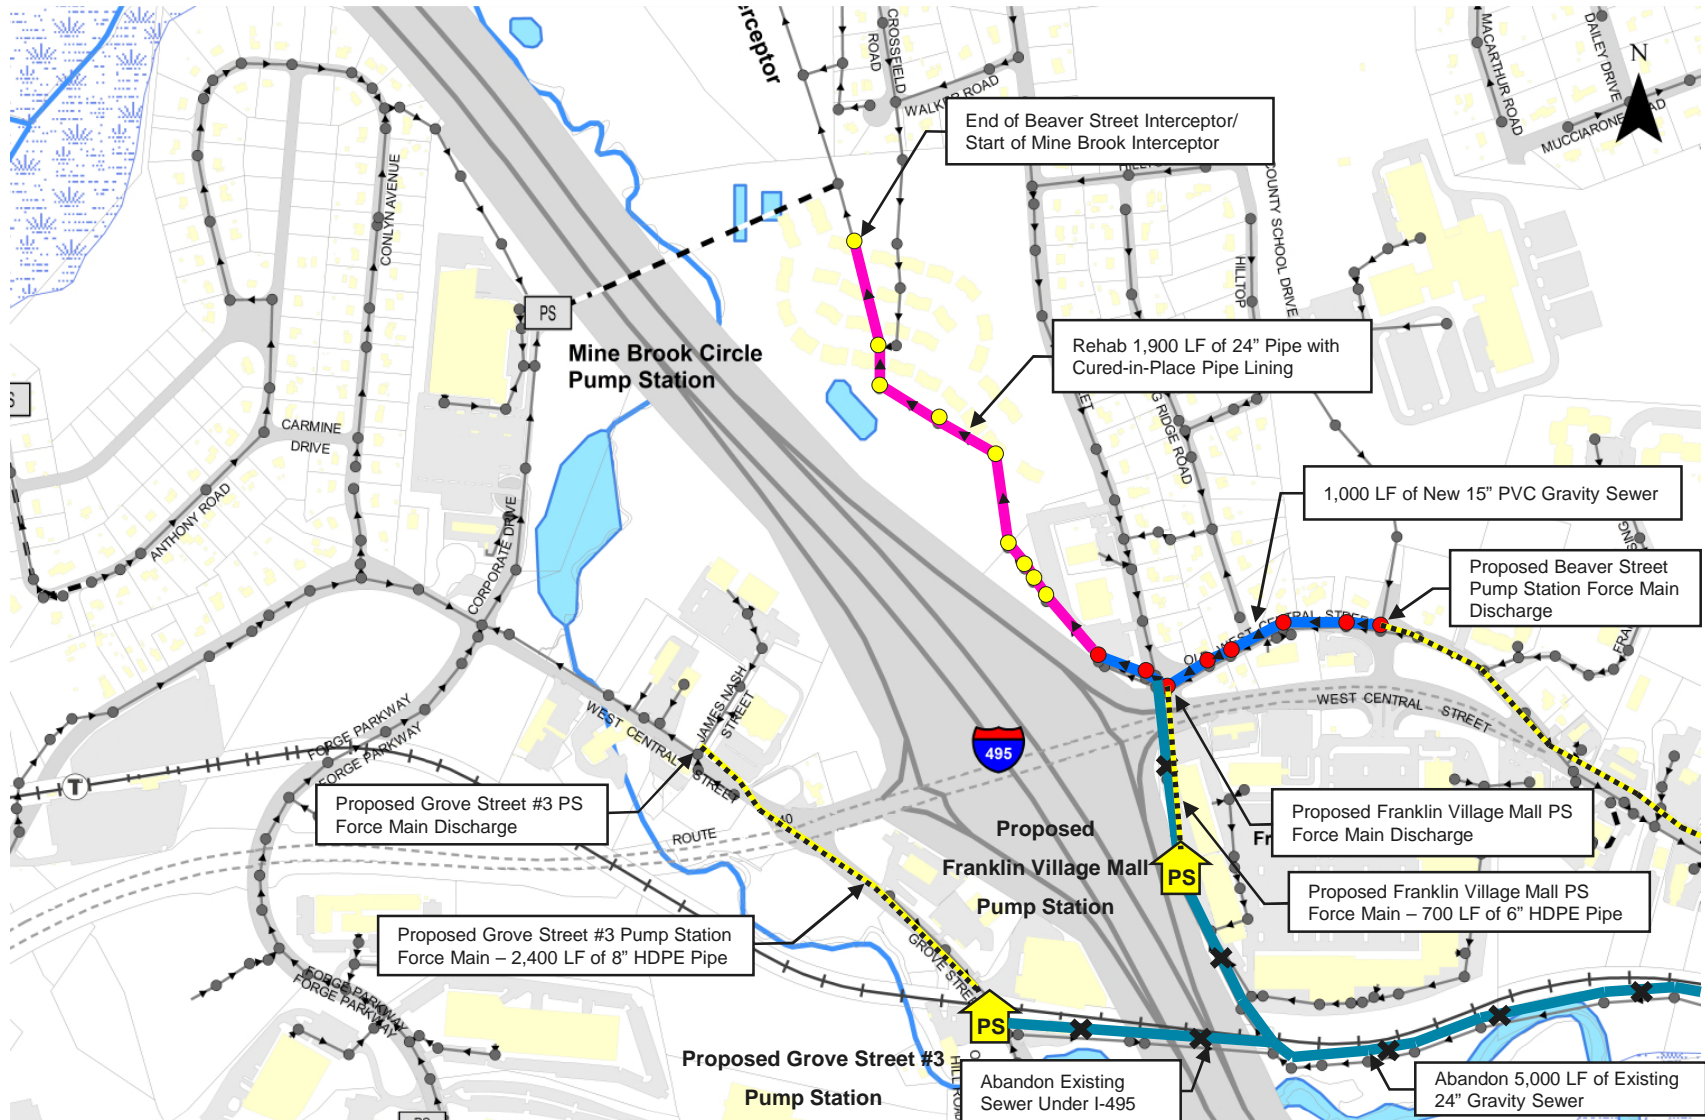 erceptor
CROSSFIELD
ROAD
WALKER ROAD
MACARTHUR ROAD
DAILEY DRIVE
MUCCIARONE
N
End of Beaver Street Interceptor/
Start of Mine Brook Interceptor
COUNTY SCHOOL DRIVE
HILLTOP
CONLYN AVENUE
PS
Mine Brook Circle
Pump Station
Rehab 1,900 LF of 24” Pipe with
Cured-in-Place Pipe Lining
RIDGE ROAD
CARMINE
DRIVE
ANTHONY ROAD
CORPORATE DRIVE
1,000 LF of New 15” PVC Gravity Sewer
Proposed Beaver Street
Pump Station Force Main
Discharge
WEST CENTRAL STREET
JAMES NASH
STREET
WEST CENTRAL STREET
FORGE PARKWAY
FORGE PARKWAY
T
495
Proposed Grove Street #3 PS
Force Main Discharge
ROUTE
Proposed
Franklin Village Mall
Pump Station
PS
Proposed Franklin Village Mall PS
Force Main Discharge
Fr
Proposed Franklin Village Mall PS
Force Main – 700 LF of 6” HDPE Pipe
Proposed Grove Street #3 Pump Station
Force Main – 2,400 LF of 8” HDPE Pipe
GROVE STREET
FORGE PARKWAY
FORGE PARKWAY
PS
Proposed Grove Street #3
Pump Station
Abandon Existing
Sewer Under I-495
Abandon 5,000 LF of Existing
24” Gravity Sewer